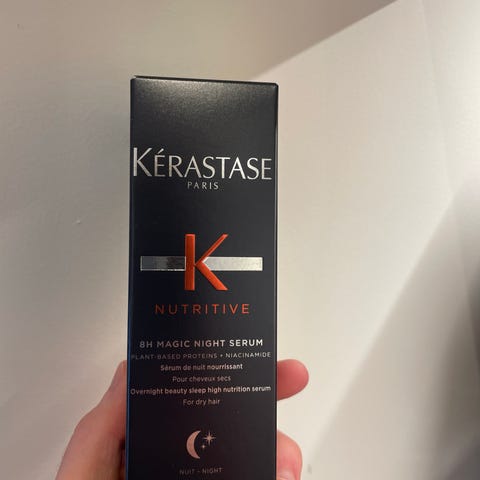 KÉRASTASE
PARIS
K
NUTRITIVE
8H MAGIC NIGHT SERUM
PLANT-BASED PROTEINS + NIACINAMIDE
Sérum de nuit nourrissant
Pour cheveux secs
Overnight beauty sleep high nutrition serum
For dry hair
NUIT - NIGHT